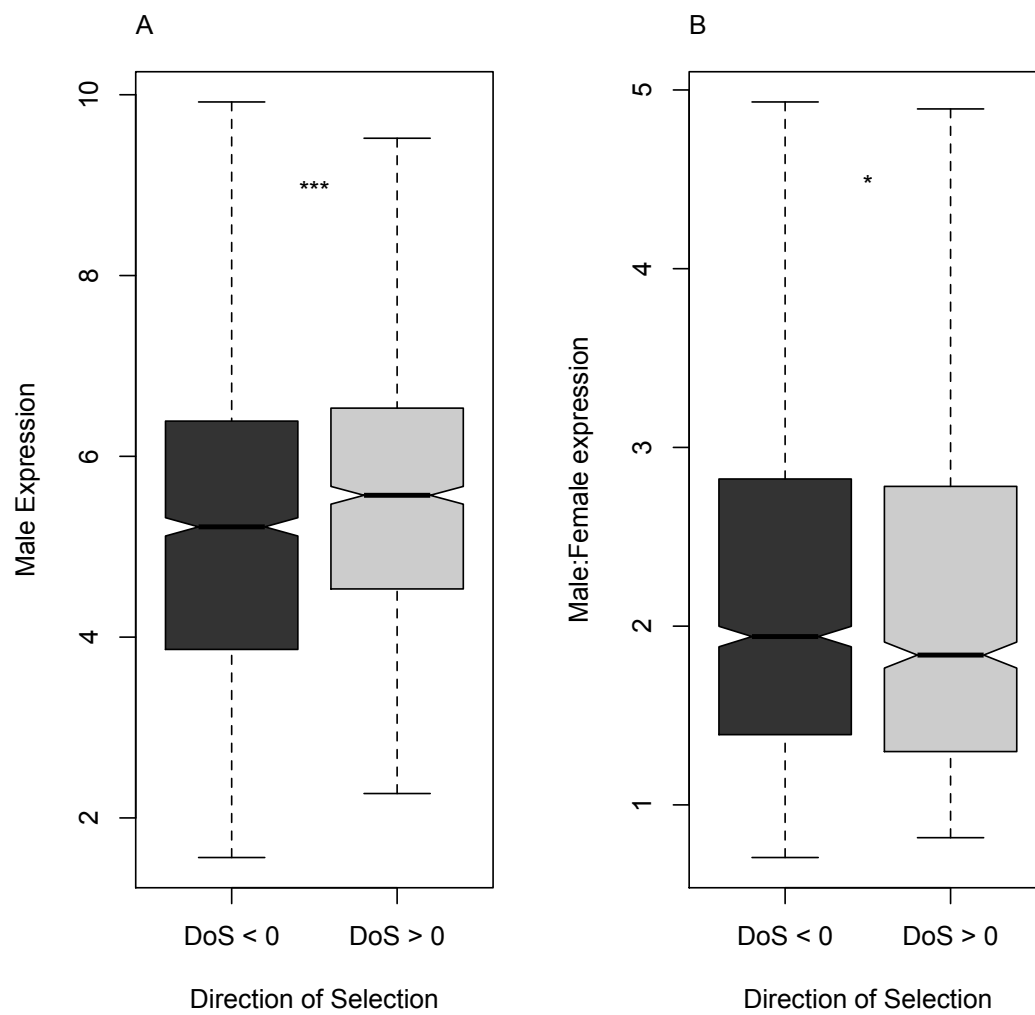 A
Male Expression
10
8
6
4
2
***
DoS < 0
DoS > 0
Direction of Selection
B
Male:Female expression
5
4
3
2
1
*
DoS < 0
DoS > 0
Direction of Selection